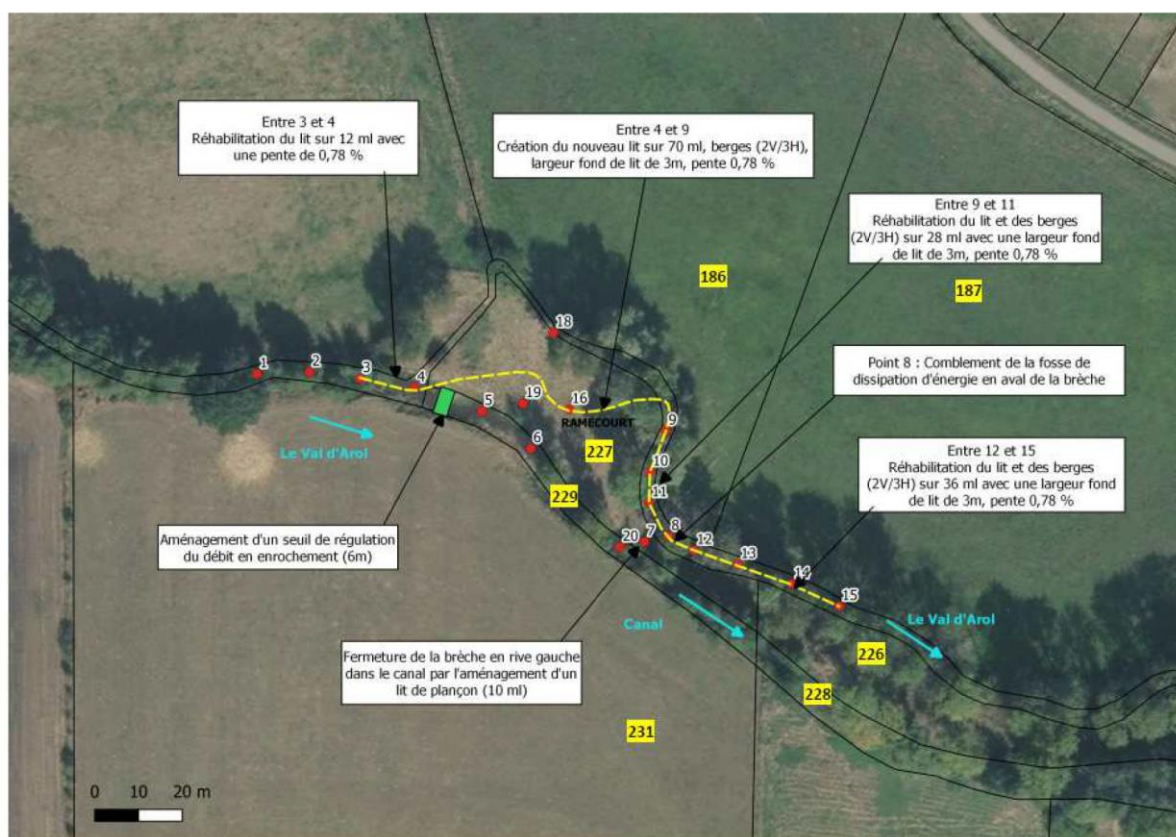 Entre 3 et 4
Réhabilitation du lit sur 12 ml avec
une pente de 0,78 %
Entre 4 et 9
Création du nouveau lit sur 70 ml, berges (2V/3H),
largeur fond de lit de 3m, pente 0,78 %
Entre 9 et 11
Réhabilitation du lit et des berges
(2V/3H) sur 28 ml avec une largeur fond
de lit de 3m, pente 0,78 %
186
187
18
1
2
3
4
5
19
16
6
RAMECOURT
9
Point 8 : Comblement de la fosse de
dissipation d'énergie en aval de la brèche
Le Val d'Arol
227
10
11
229
Entre 12 et 15
Réhabilitation du lit et des berges
(2V/3H) sur 36 ml avec une largeur fond
de lit de 3m, pente 0,78 %
Aménagement d'un seuil de régulation
du débit en enrochement (6m)
20
7
8
12
13
14
15
Canal
Le Val d'Arol
226
Fermeture de la brèche en rive gauche
dans le canal par l'aménagement d'un
lit de plançon (10 ml)
228
231
0 10 20 m